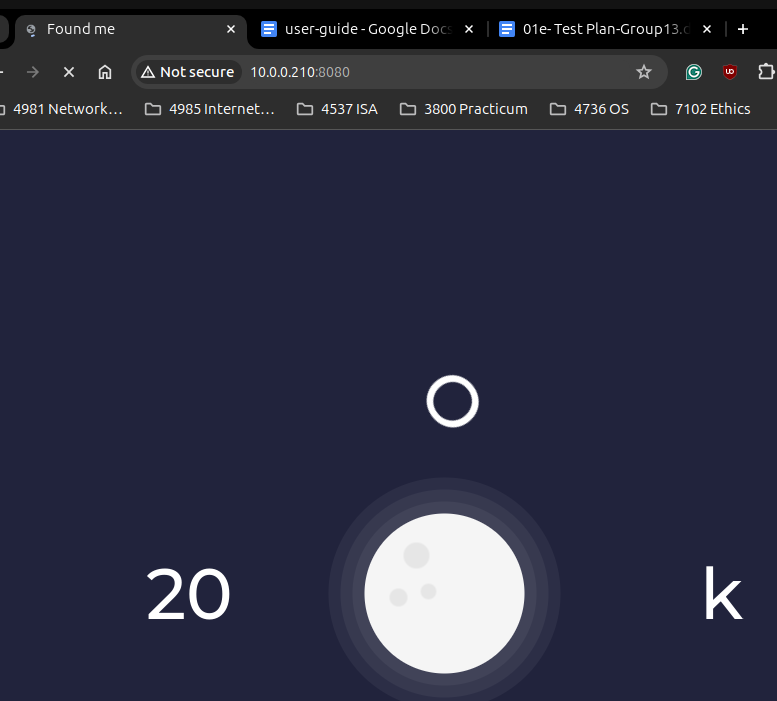 Found me
user-guide - Google Docs
01e- Test Plan-Group13.d
Not secure
10.0.0.210:8080
UD
4981 Network…
4985 Internet…
4537 ISA
3800 Practicum
4736 OS
7102 Ethics
20
k